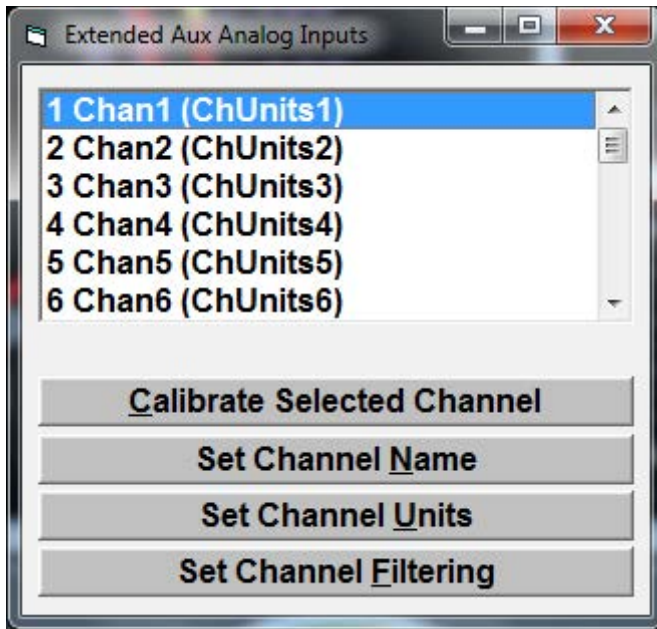 Extended Aux Analog Inputs
1 Chan1 (ChUnits1)
2 Chan2 (ChUnits2)
3 Chan3 (ChUnits3)
4 Chan4 (ChUnits4)
5 Chan5 (ChUnits5)
6 Chan6 (ChUnits6)
Calibrate Selected Channel
Set Channel Name
Set Channel Units
Set Channel Filtering